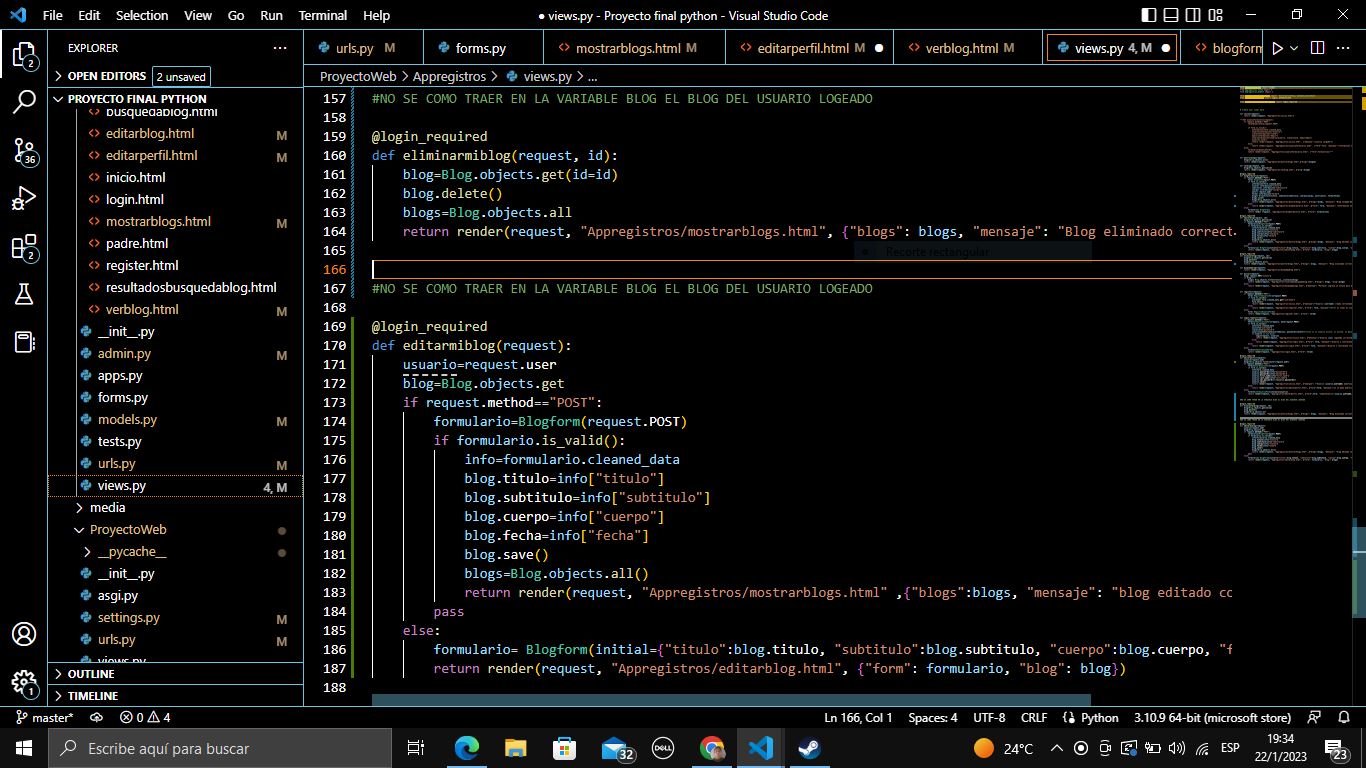 File Edit Selection View Go Run Terminal Help
● views.py - Proyecto final python - Visual Studio Code
EXPLORER
OPEN EDITORS 2 unsaved
PROYECTO FINAL PYTHON
busquedablog.html
editarblog.html M
editarperfil.html M
inicio.html
login.html
mostrarblogs.html M
padre.html
register.html
resultadosbusquedablog.html
verblog.html M
__init__.py
admin.py M
apps.py
forms.py
models.py M
tests.py
urls.py M
views.py 4, M
media
ProyectoWeb
__pycache__
__init__.py
asgi.py
settings.py M
urls.py M
views.py
OUTLINE
TIMELINE
urls.py M forms.py mostrarblogs.html M editarperfil.html M verblog.html M views.py 4, M blogform
ProyectoWeb > Appregistros > views.py > ...
157 #NO SE COMO TRAER EN LA VARIABLE BLOG EL BLOG DEL USUARIO LOGEADO
158
159 @login_required
160 def eliminarmiblog(request, id):
161 blog=Blog.objects.get(id=id)
162 blog.delete()
163 blogs=Blog.objects.all
164 return render(request, "Appregistros/mostrarblogs.html", {"blogs": blogs, "mensaje": "Blog eliminado correct
165
Recorte rectangular
166
167 #NO SE COMO TRAER EN LA VARIABLE BLOG EL BLOG DEL USUARIO LOGEADO
168
169 @login_required
170 def editarmiblog(request):
171 usuario=request.user
172 blog=Blog.objects.get
173 if request.method=="POST":
174 formulario=Blogform(request.POST)
175 if formulario.is_valid():
176 info=formulario.cleaned_data
177 blog.titulo=info["titulo"]
178 blog.subtitulo=info["subtitulo"]
179 blog.cuerpo=info["cuerpo"]
180 blog.fecha=info["fecha"]
181 blog.save()
182 blogs=Blog.objects.all()
183 return render(request, "Appregistros/mostrarblogs.html" ,{"blogs":blogs, "mensaje": "blog editado co
184 pass
185 else:
186 formulario= Blogform(initial={"titulo":blog.titulo, "subtitulo":blog.subtitulo, "cuerpo":blog.cuerpo, "f
187 return render(request, "Appregistros/editarblog.html", {"form": formulario, "blog": blog})
188
2
36
2
1
master* 0 4 Ln 166, Col 1 Spaces: 4 UTF-8 CRLF Python 3.10.9 64-bit (microsoft store)
Escribe aquí para buscar
32
DELL
24°C
ESP
19:34
22/1/2023
23